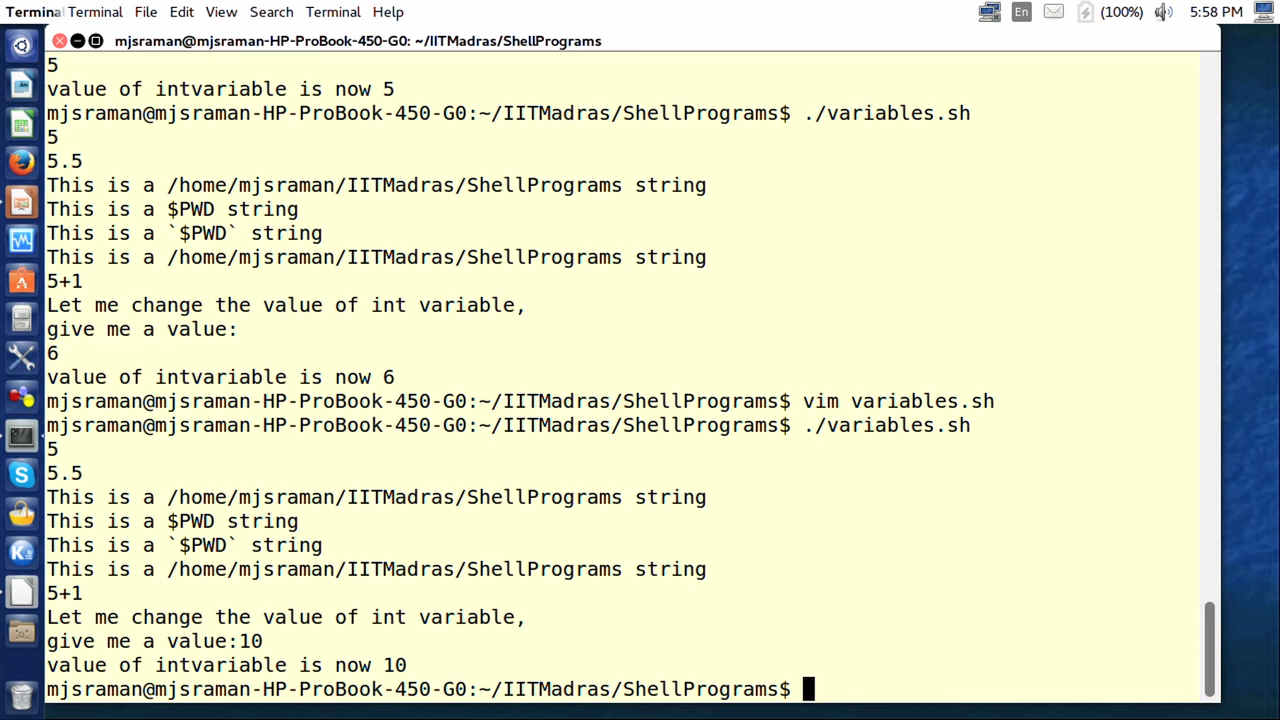 Terminal Terminal File Edit View Search Terminal Help En (100%) 5:58 PM
mjsraman@mjsraman-HP-ProBook-450-G0: ~/IITMadras/ShellPrograms
5
value of intvariable is now 5
mjsraman@mjsraman-HP-ProBook-450-G0:~/IITMadras/ShellPrograms$ ./variables.sh
5
5.5
This is a /home/mjsraman/IITMadras/ShellPrograms string
This is a $PWD string
This is a `$PWD` string
This is a /home/mjsraman/IITMadras/ShellPrograms string
5+1
Let me change the value of int variable,
give me a value:
6
value of intvariable is now 6
mjsraman@mjsraman-HP-ProBook-450-G0:~/IITMadras/ShellPrograms$ vim variables.sh
mjsraman@mjsraman-HP-ProBook-450-G0:~/IITMadras/ShellPrograms$ ./variables.sh
5
5.5
This is a /home/mjsraman/IITMadras/ShellPrograms string
This is a $PWD string
This is a `$PWD` string
This is a /home/mjsraman/IITMadras/ShellPrograms string
5+1
Let me change the value of int variable,
give me a value:10
value of intvariable is now 10
mjsraman@mjsraman-HP-ProBook-450-G0:~/IITMadras/ShellPrograms$